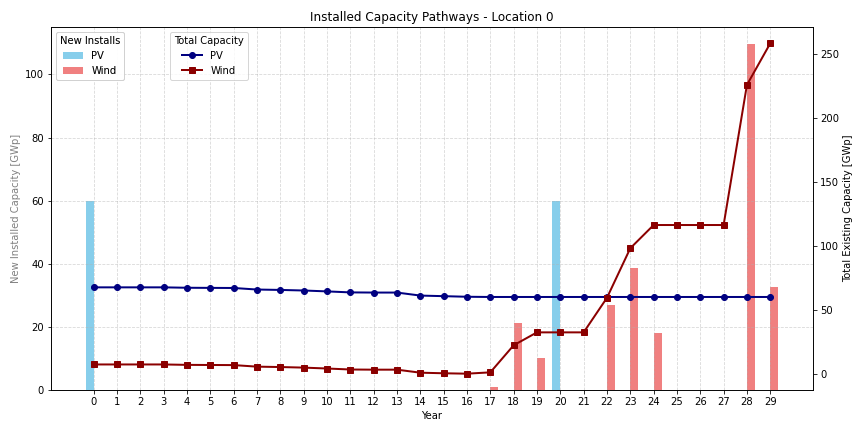 Installed Capacity Pathways - Location 0
New Installs
PV
Wind
Total Capacity
PV
Wind
New Installed Capacity [GWp]
0
20
40
60
80
100
Total Existing Capacity [GWp]
0
50
100
150
200
250
0 1 2 3 4 5 6 7 8 9 10 11 12 13 14 15 16 17 18 19 20 21 22 23 24 25 26 27 28 29
Year